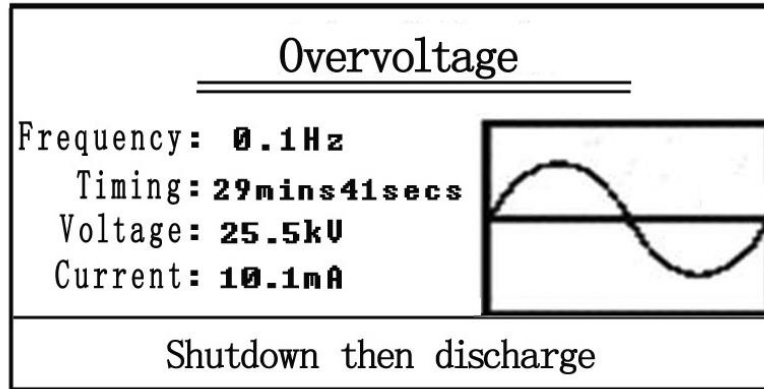 Overvoltage
Frequency: 0.1Hz
Timing: 29mins41secs
Voltage: 25.5kV
Current: 10.1mA
Shutdown then discharge